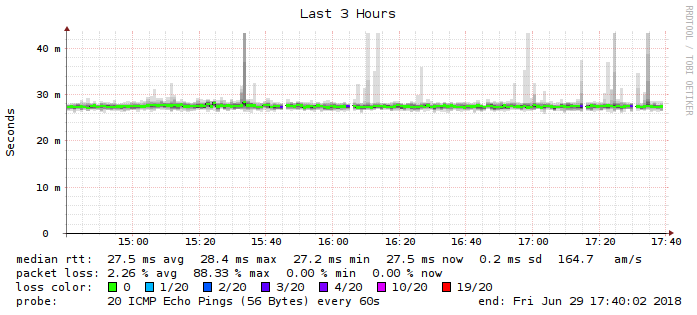 Last 3 Hours
RRDTOOL / TOBI OETIKER
Seconds
40 m
30 m
20 m
10 m
0
15:00 15:20 15:40 16:00 16:20 16:40 17:00 17:20 17:40
median rtt: 27.5 ms avg 28.4 ms max 27.2 ms min 27.5 ms now 0.2 ms sd 164.7 am/s
packet loss: 2.26 % avg 88.33 % max 0.00 % min 0.00 % now
loss color: 0 1/20 2/20 3/20 4/20 10/20 19/20
probe: 20 ICMP Echo Pings (56 Bytes) every 60s end: Fri Jun 29 17:40:02 2018